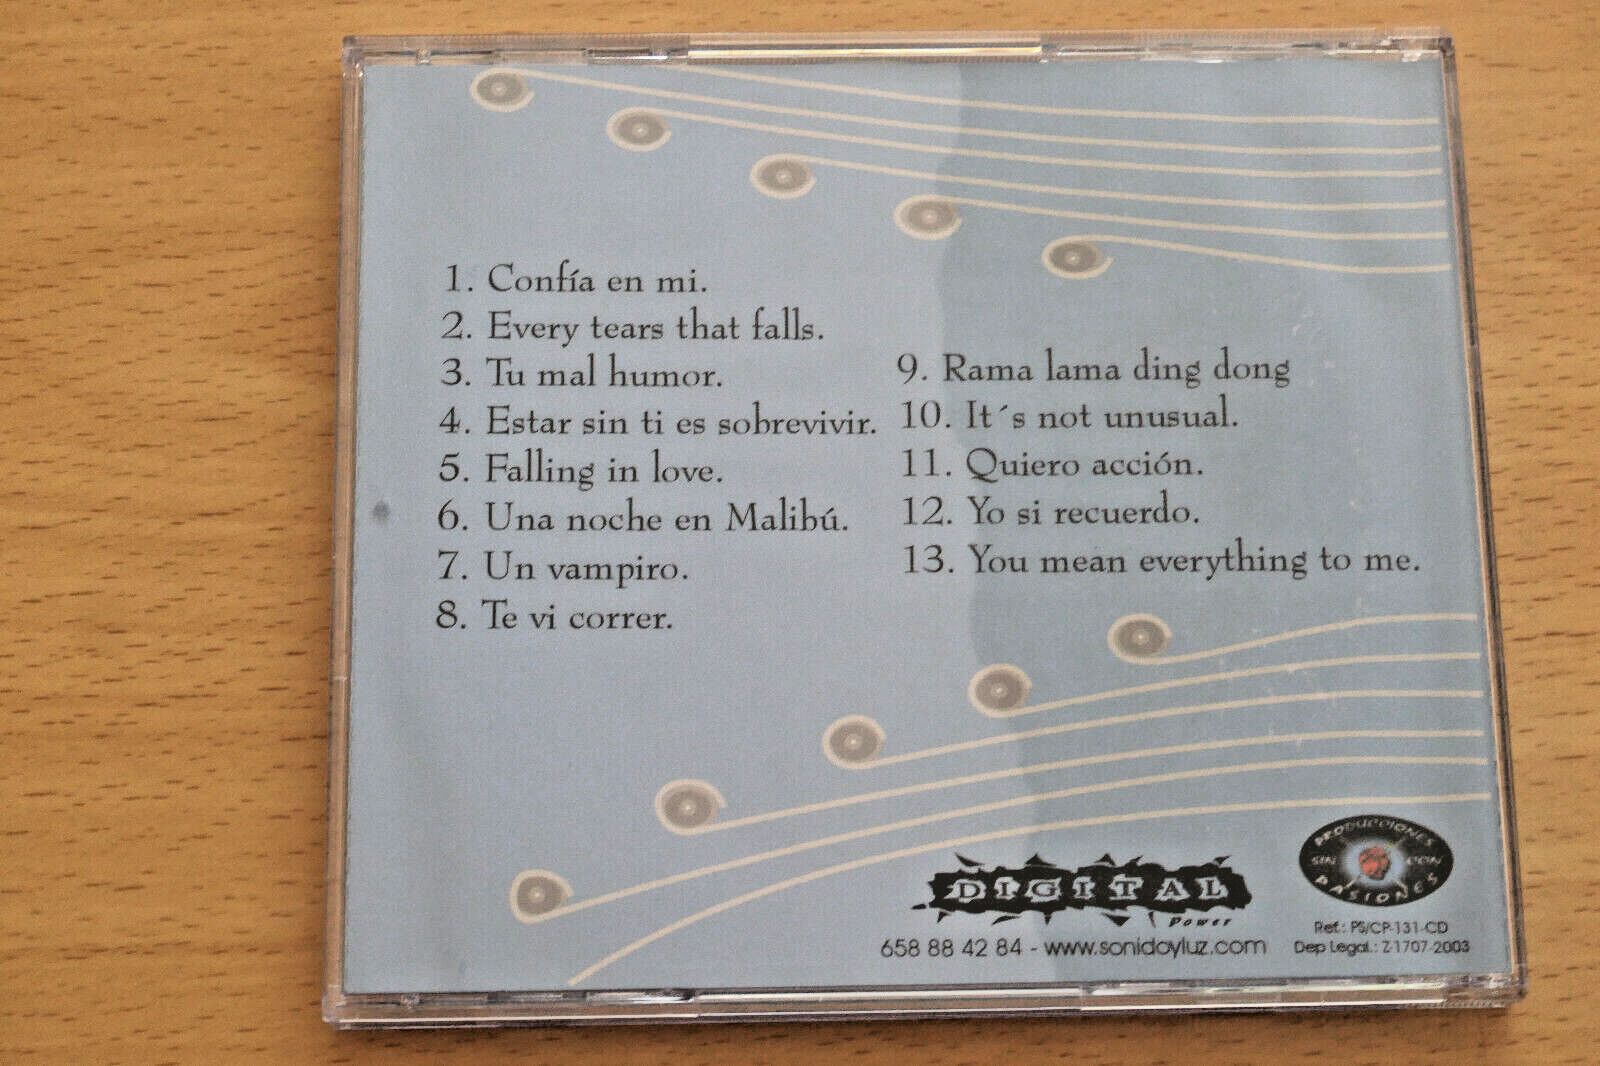 1. Confía en mi.
2. Every tears that falls.
3. Tu mal humor.
4. Estar sin ti es sobrevivir.
5. Falling in love.
6. Una noche en Malibú.
7. Un vampiro.
8. Te vi correr.
9. Rama lama ding dong
10. It´s not unusual.
11. Quiero acción.
12. Yo si recuerdo.
13. You mean everything to me.
DIGITAL
Power
658 88 42 84 - www.sonidoyluz.com
PRODUCCIONES
SIN CON
PASIONES
Ref.: PS/CP-131-CD
Dep Legal.: Z-1707-2003